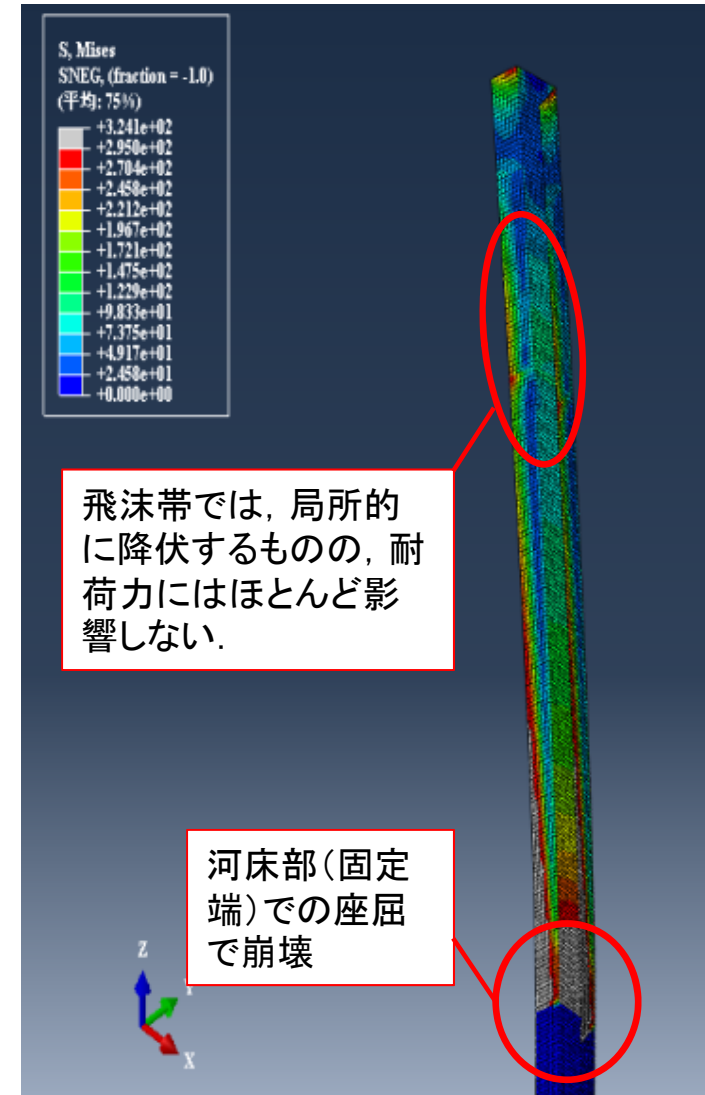 S, Mises
SNEG, (fraction = -1.0)
(平均: 75%)
+3.241e+02
+2.950e+02
+2.704e+02
+2.458e+02
+2.212e+02
+1.967e+02
+1.721e+02
+1.475e+02
+1.229e+02
+9.833e+01
+7.375e+01
+4.917e+01
+2.458e+01
+0.000e+00
飛沫帯では，局所的
に降伏するものの，耐
荷力にはほとんど影
響しない．
河床部（固定
端）での座屈
で崩壊
Z
Y
X